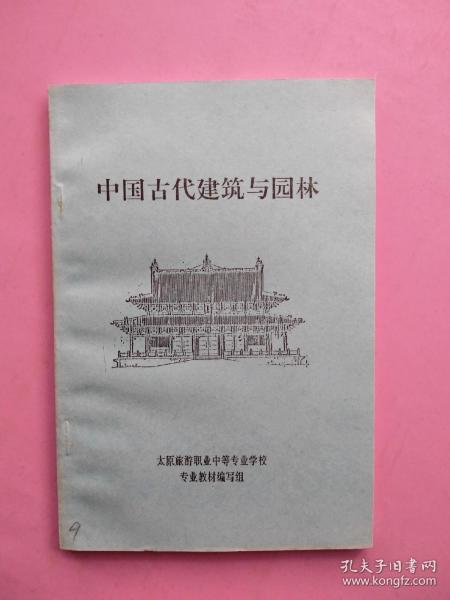 中国古代建筑与园林
太原旅游职业中等专业学校
专业教材编写组
9
孔夫子旧书网
www.kongfz.com